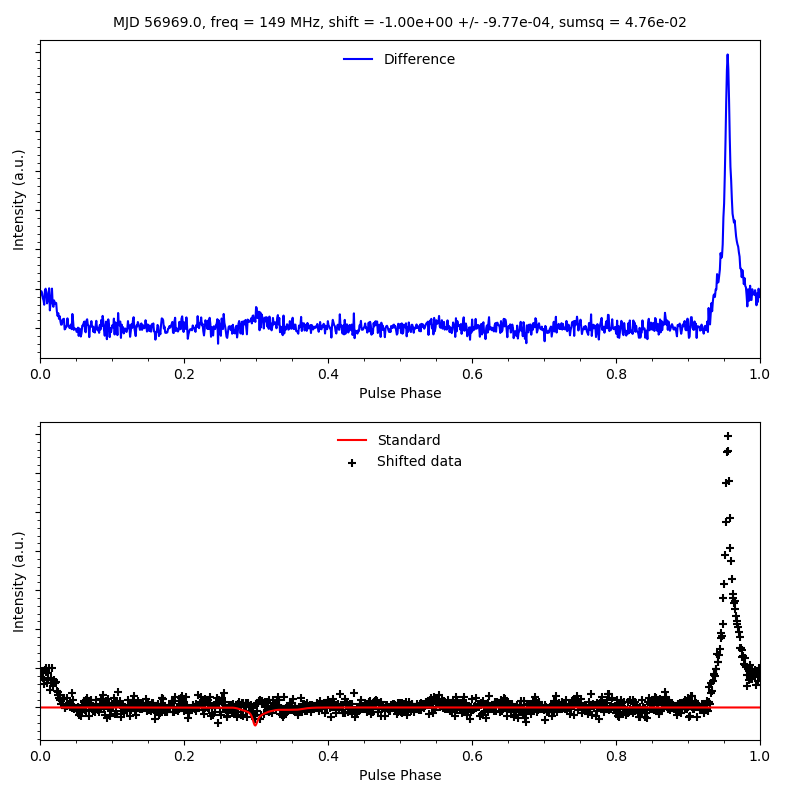 MJD 56969.0, freq = 149 MHz, shift = -1.00e+00 +/- -9.77e-04, sumsq = 4.76e-02
Difference
Intensity (a.u.)
0.0 0.2 0.4 0.6 0.8 1.0
Pulse Phase
Standard
Shifted data
Intensity (a.u.)
0.0 0.2 0.4 0.6 0.8 1.0
Pulse Phase